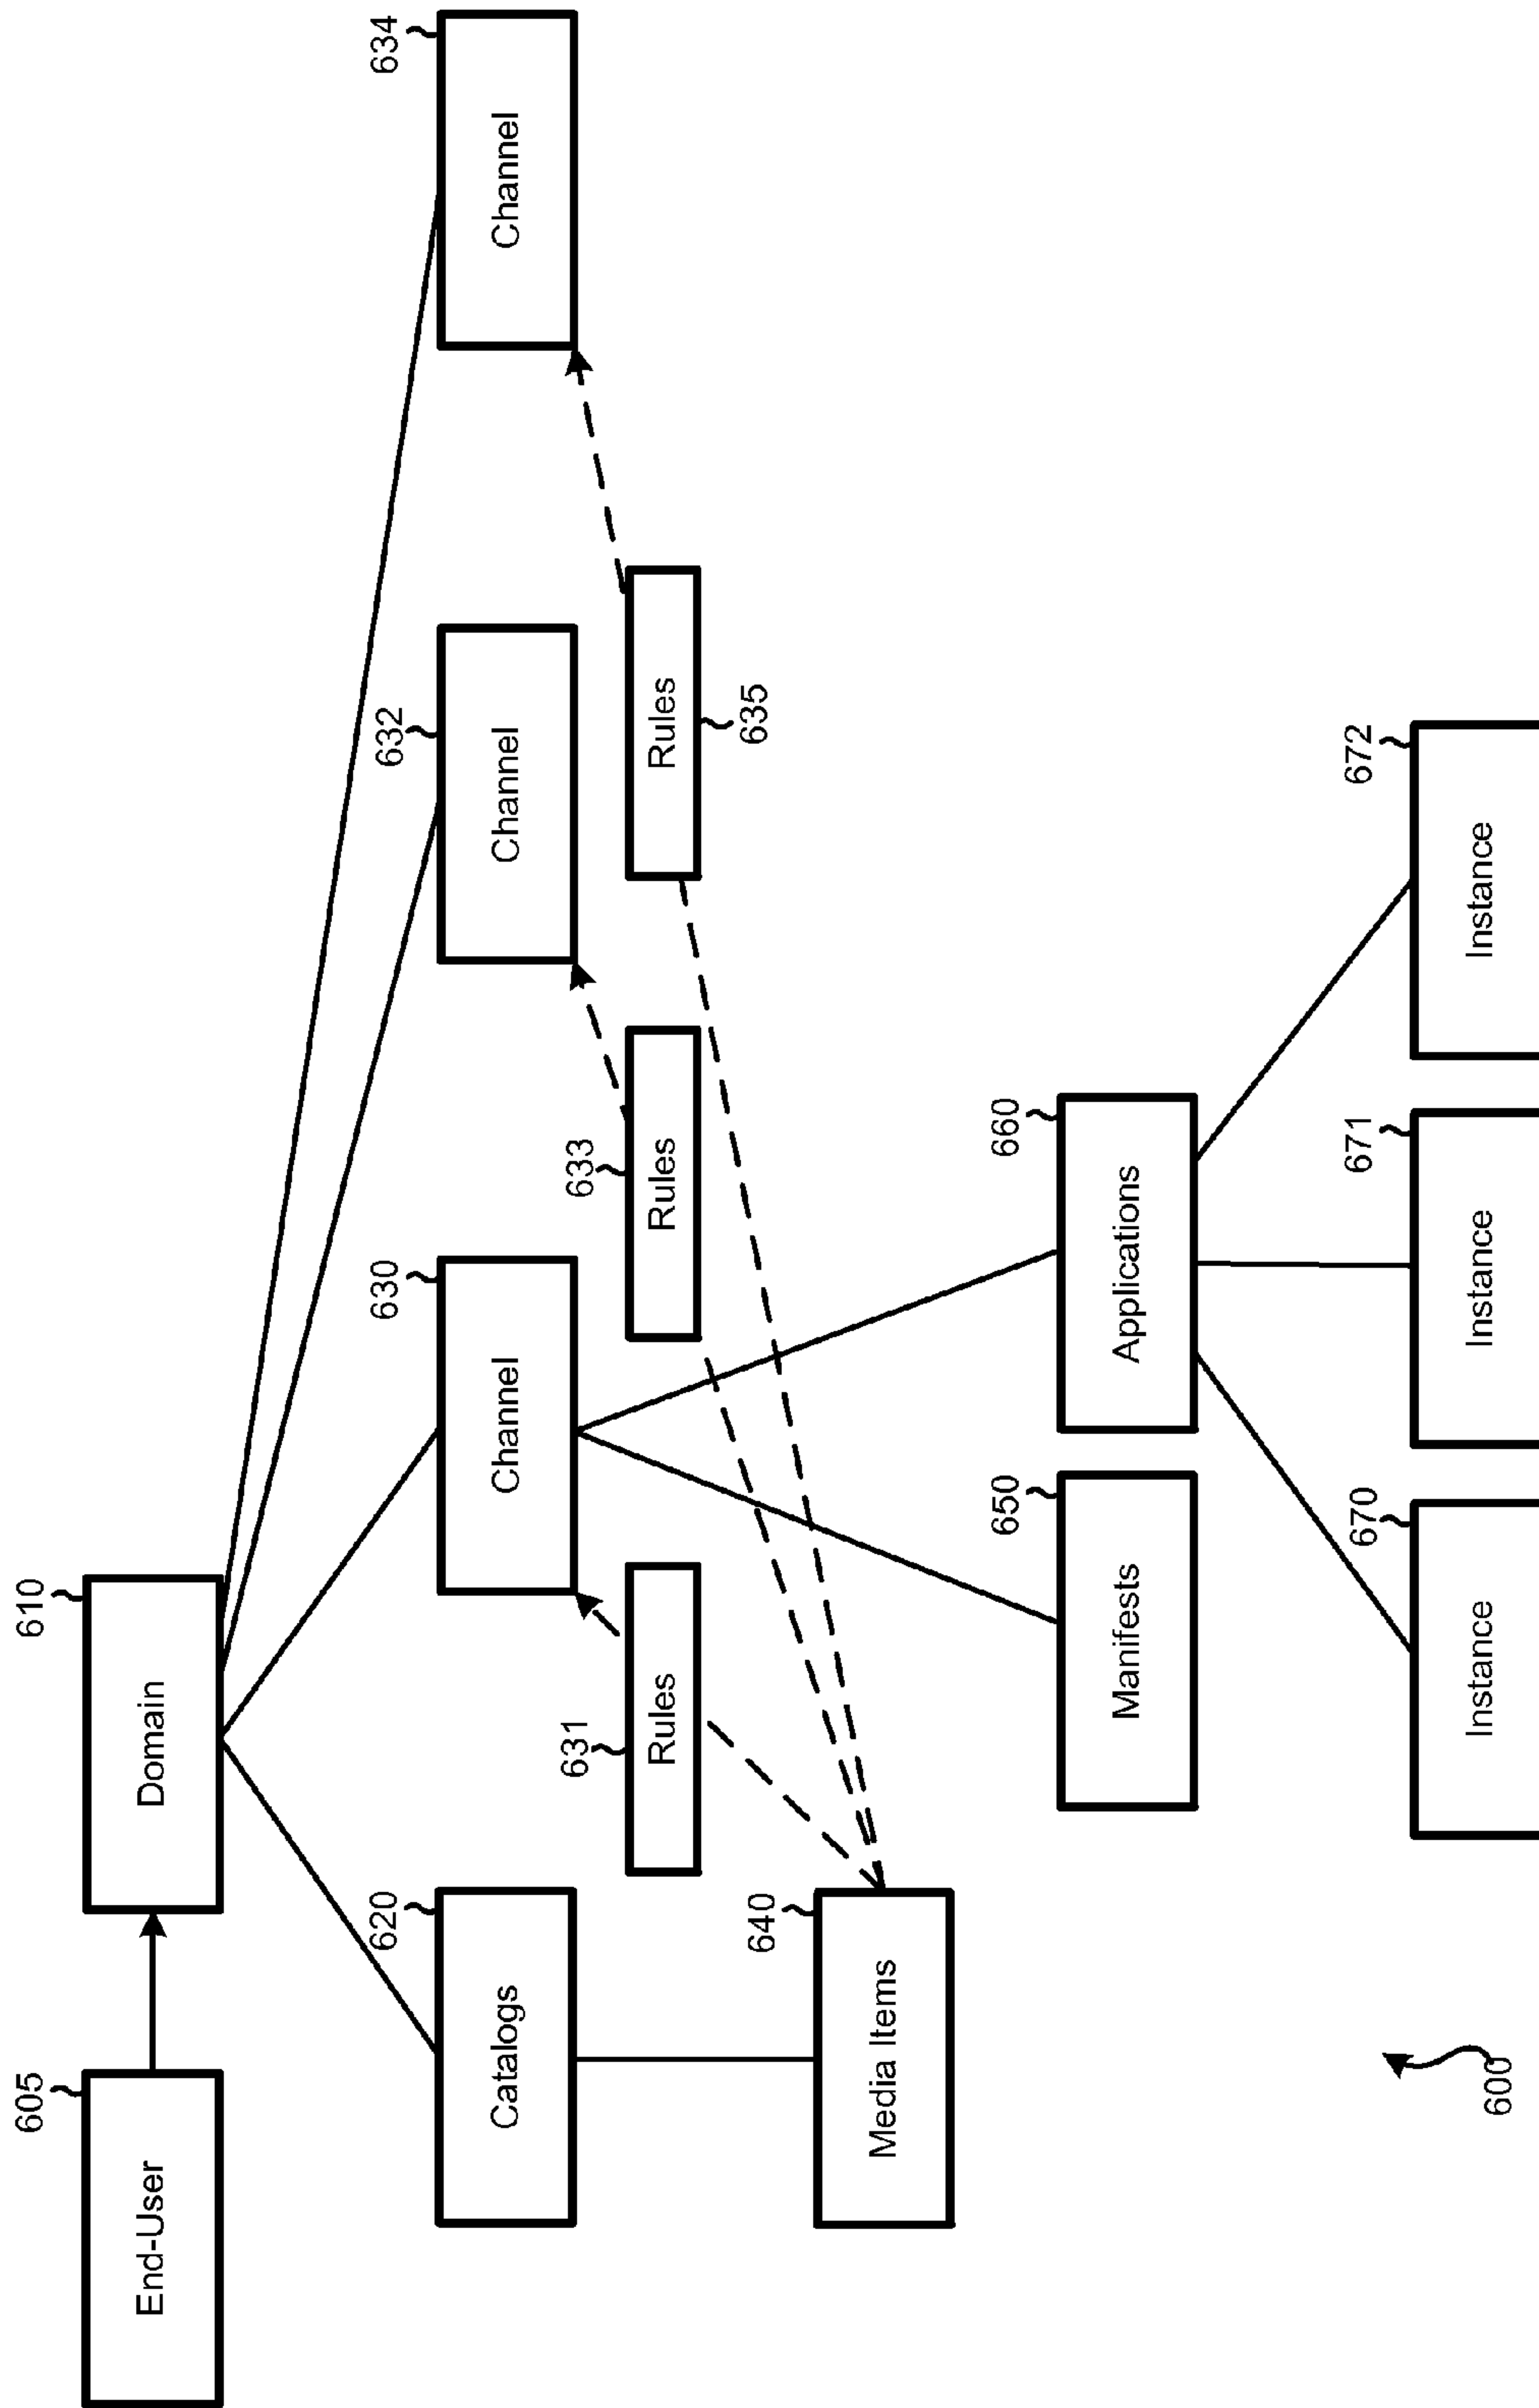 605
End-User
610
Domain
620
Catalogs
630
Channel
632
Channel
634
Channel
631
Rules
633
Rules
Rules
635
640
Media Items
650
Manifests
660
Applications
670
Instance
671
Instance
672
Instance
600